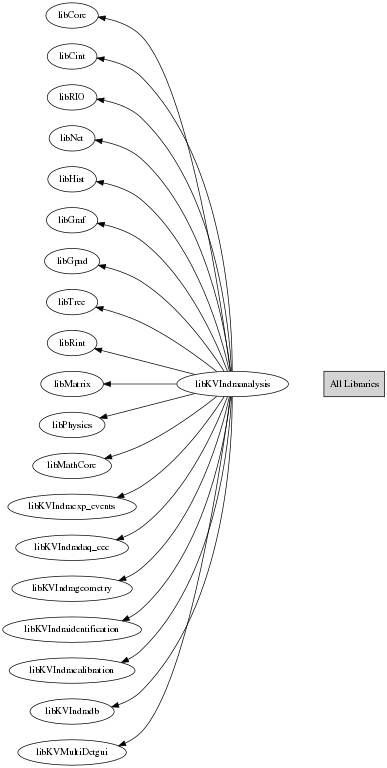 libCore
libCint
libRIO
libNet
libHist
libGraf
libGpad
libTree
libRint
libKVIndraanalysis
All Libraries
libMatrix
libPhysics
libMathCore
libKVIndraexp_events
libKVIndradaq_cec
libKVIndrageometry
libKVIndraidentification
libKVIndracalibration
libKVIndradb
libKVMultiDetgui